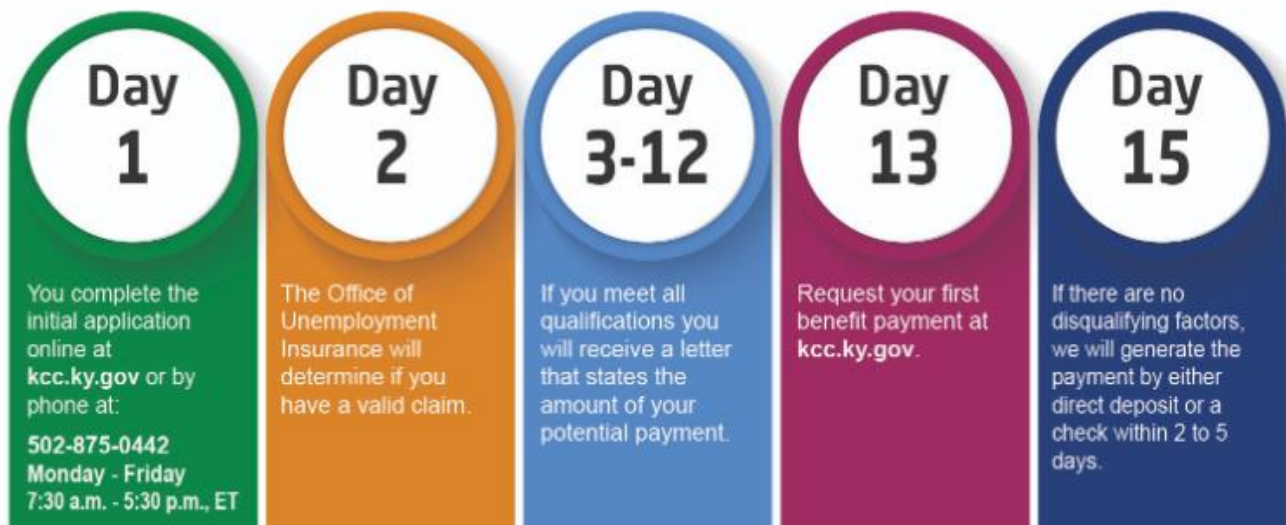 Day
1
You complete the
initial application
online at
kcc.ky.gov or by
phone at:
502-875-0442
Monday - Friday
7:30 a.m. - 5:30 p.m., ET
Day
2
The Office of
Unemployment
Insurance will
determine if you
have a valid claim.
Day
3-12
If you meet all
qualifications you
will receive a letter
that states the
amount of your
potential payment.
Day
13
Request your first
benefit payment at
kcc.ky.gov.
Day
15
If there are no
disqualifying factors,
we will generate the
payment by either
direct deposit or a
check within 2 to 5
days.